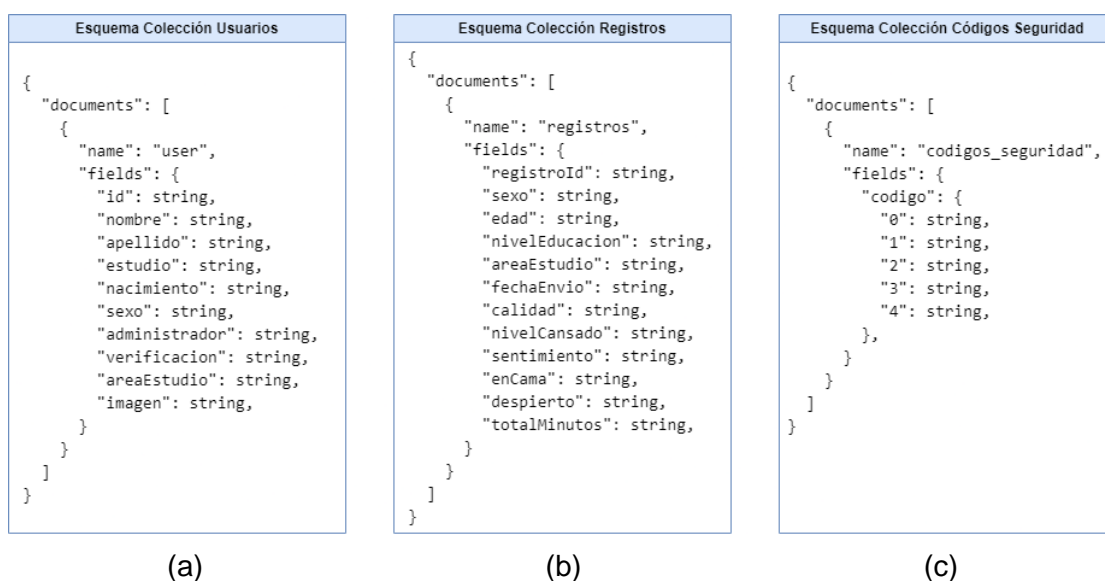 Esquema Colección Usuarios
{
"documents": [
{
"name": "user",
"fields": {
"id": string,
"nombre": string,
"apellido": string,
"estudio": string,
"nacimiento": string,
"sexo": string,
"administrador": string,
"verificacion": string,
"areaEstudio": string,
"imagen": string,
}
}
]
}
(a)
Esquema Colección Registros
{
"documents": [
{
"name": "registros",
"fields": {
"registroId": string,
"sexo": string,
"edad": string,
"nivelEducacion": string,
"areaEstudio": string,
"fechaEnvio": string,
"calidad": string,
"nivelCansado": string,
"sentimiento": string,
"enCama": string,
"despierto": string,
"totalMinutos": string,
}
}
]
}
(b)
Esquema Colección Códigos Seguridad
{
"documents": [
{
"name": "codigos_seguridad",
"fields": {
"codigo": {
"0": string,
"1": string,
"2": string,
"3": string,
"4": string,
},
}
}
]
}
(c)